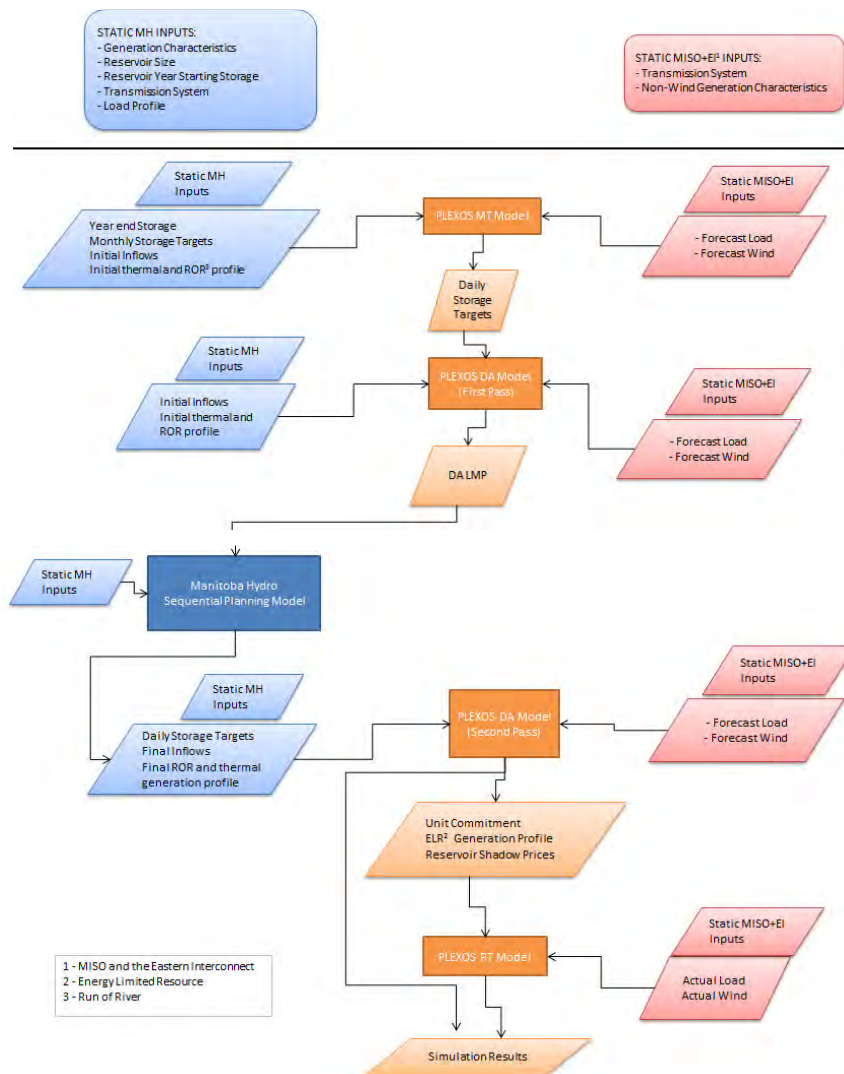 STATIC MH INPUTS:
- Generation Characteristics
- Reservoir Size
- Reservoir Year Starting Storage
- Transmission System
- Load Profile
STATIC MISO+EI¹ INPUTS:
- Transmission System
- Non-Wind Generation Characteristics
Static MH
Inputs
Year end Storage
Monthly Storage Targets
Initial Inflows
Initial thermal and ROR³ profile
PLEXOS MT Model
Static MISO+EI
Inputs
- Forecast Load
- Forecast Wind
Daily
Storage
Targets
Static MH
Inputs
Initial Inflows
Initial thermal and
ROR profile
PLEXOS DA Model
(First Pass)
Static MISO+EI
Inputs
- Forecast Load
- Forecast Wind
DA LMP
Static MH
Inputs
Manitoba Hydro
Sequential Planning Model
Static MH
Inputs
Daily Storage Targets
Final Inflows
Final ROR and thermal
generation profile
PLEXOS DA Model
(Second Pass)
Static MISO+EI
Inputs
- Forecast Load
- Forecast Wind
Unit Commitment
ELR² Generation Profile
Reservoir Shadow Prices
PLEXOS RT Model
Static MISO+EI
Inputs
Actual Load
Actual Wind
1 - MISO and the Eastern Interconnect
2 - Energy Limited Resource
3 - Run of River
Simulation Results